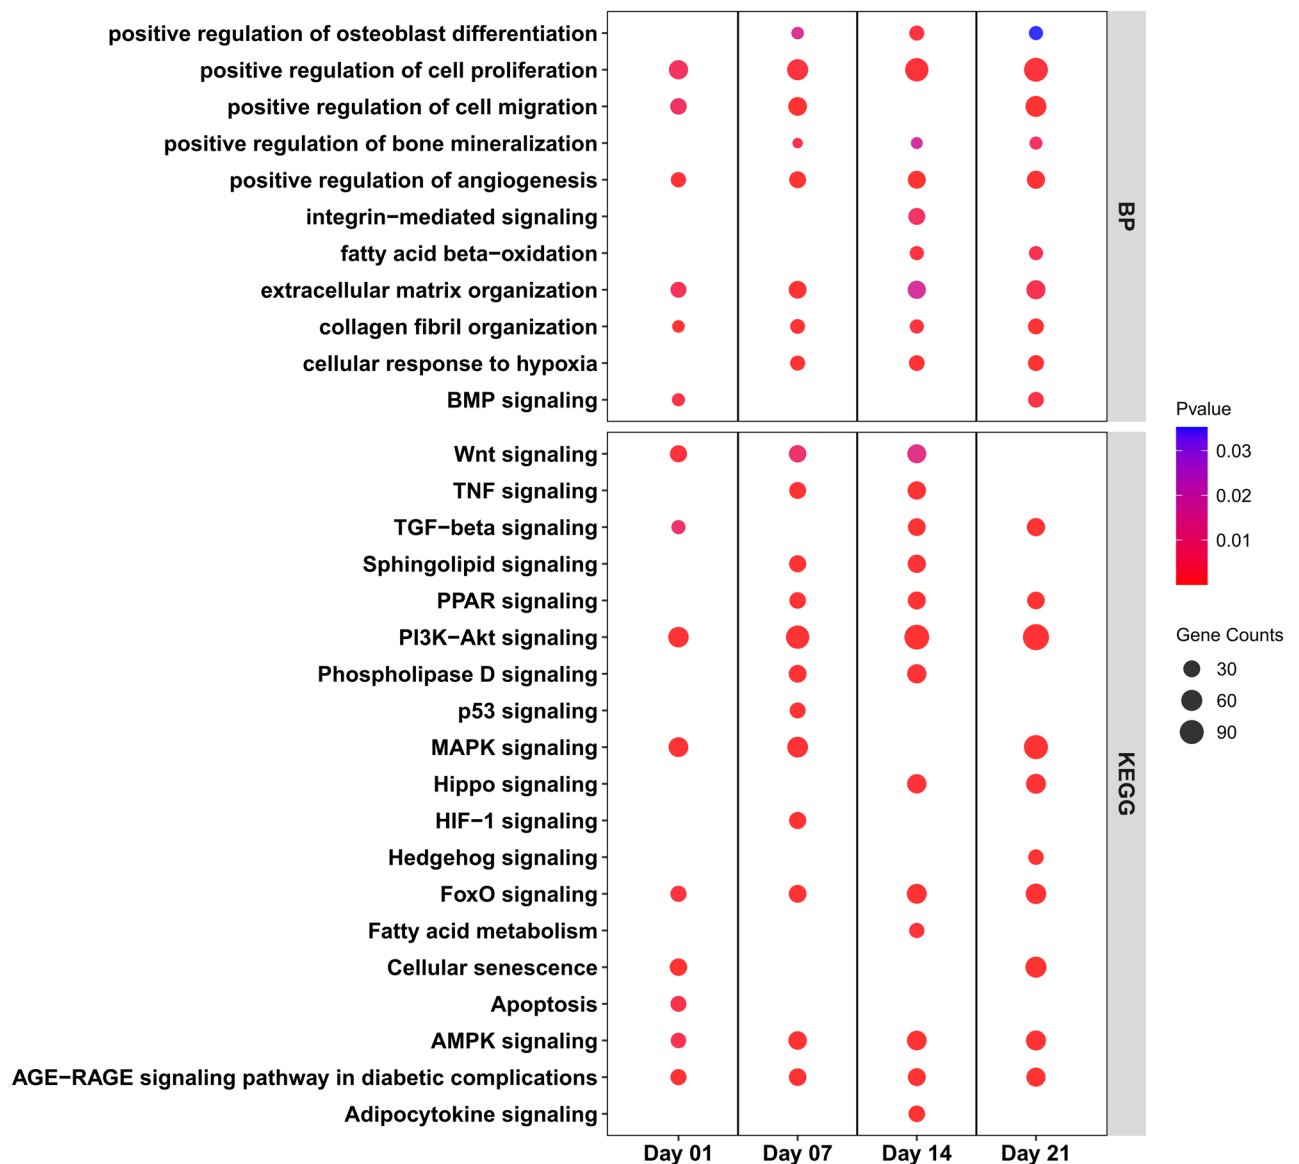 positive regulation of osteoblast differentiation
positive regulation of cell proliferation
positive regulation of cell migration
positive regulation of bone mineralization
positive regulation of angiogenesis
integrin−mediated signaling
fatty acid beta−oxidation
extracellular matrix organization
collagen fibril organization
cellular response to hypoxia
BMP signaling
BP
Wnt signaling
TNF signaling
TGF−beta signaling
Sphingolipid signaling
PPAR signaling
PI3K−Akt signaling
Phospholipase D signaling
p53 signaling
MAPK signaling
Hippo signaling
HIF−1 signaling
Hedgehog signaling
FoxO signaling
Fatty acid metabolism
Cellular senescence
Apoptosis
AMPK signaling
AGE−RAGE signaling pathway in diabetic complications
Adipocytokine signaling
KEGG
Day 01 Day 07 Day 14 Day 21
Pvalue
0.03
0.02
0.01
Gene Counts
30
60
90